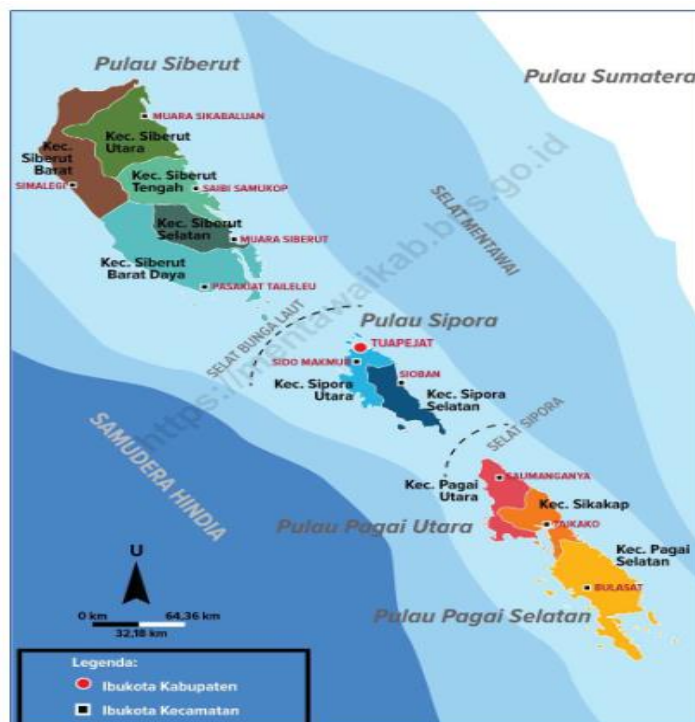 Pulau Siberut
Pulau Sumatera
MUARA SIKABALUAN
Kec. Siberut
Utara
Kec.
Siberut
Barat
SIMALEGI
Kec. Siberut
Tengah
SAIBI SAMUKOP
SELAT MENTAWAI
Kec. Siberut
Selatan
MUARA SIBERUT
Kec. Siberut
Barat Daya
PASAKIAT TAILELEU
https://mentawaikab.bps.go.id
SELAT BUNGA LAUT
Pulau Sipora
TUAPEJAT
SIDO MAKMUR
SIOBAN
Kec. Sipora
Utara
Kec. Sipora
Selatan
SAMUDERA HINDIA
SELAT SIPORA
Kec. Pagai
Utara
SAUMANGANYA
Kec. Sikakap
TAIKAKO
Pulau Pagai Utara
Kec. Pagai
Selatan
BULASAT
Pulau Pagai Selatan
U
0 km
64,36 km
32,18 km
Legenda:
Ibukota Kabupaten
Ibukota Kecamatan